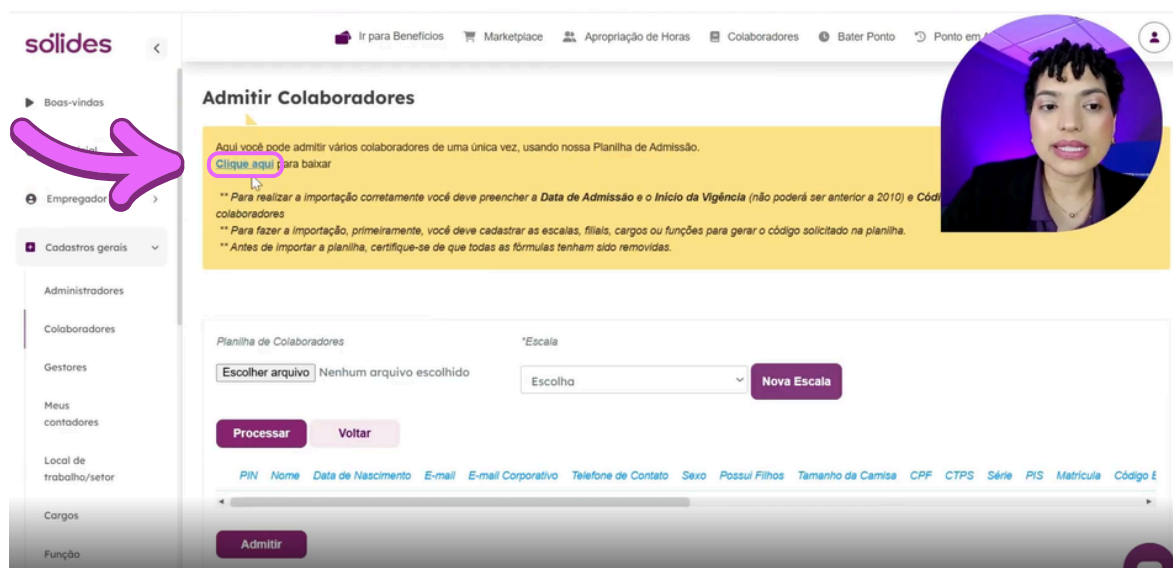 sólides
Ir para Benefícios
Marketplace
Apropriação de Horas
Colaboradores
Bater Ponto
Ponto em
Boas-vindas
Empregador
Cadastros gerais
Administradores
Colaboradores
Gestores
Meus
contadores
Local de
trabalho/setor
Cargos
Função
Admitir Colaboradores
Aqui você pode admitir vários colaboradores de uma única vez, usando nossa Planilha de Admissão.
Clique aqui para baixar
** Para realizar a importação corretamente você deve preencher a Data de Admissão e o Início da Vigência (não poderá ser anterior a 2010) e Códi
colaboradores
** Para fazer a importação, primeiramente, você deve cadastrar as escalas, filiais, cargos ou funções para gerar o código solicitado na planilha.
** Antes de importar a planilha, certifique-se de que todas as fórmulas tenham sido removidas.
Planilha de Colaboradores
*Escala
Escolher arquivo Nenhum arquivo escolhido
Escolha
Nova Escala
Processar
Voltar
PIN Nome Data de Nascimento E-mail E-mail Corporativo Telefone de Contato Sexo Possui Filhos Tamanho da Camisa CPF CTPS Série PIS Matrícula Código E
Admitir